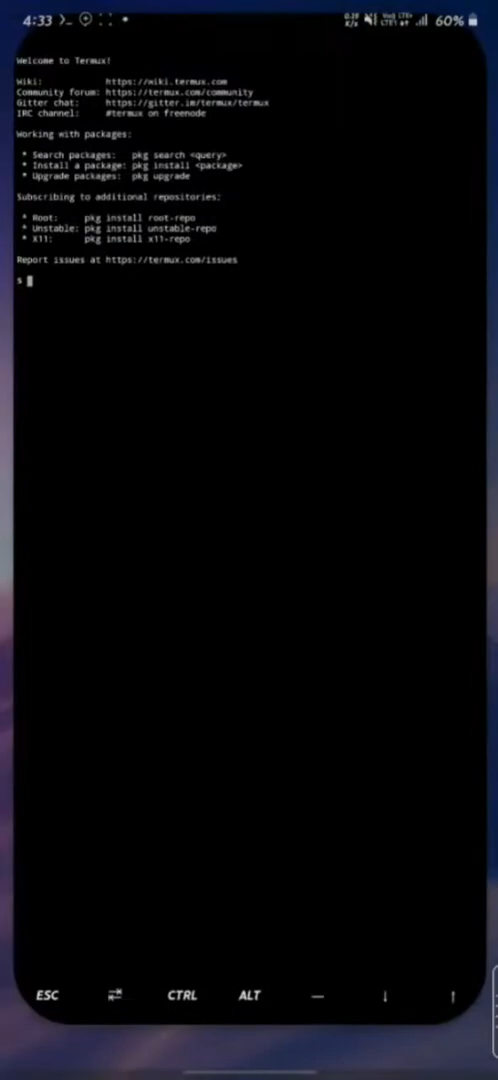 4:33 60%
Welcome to Termux!
Wiki: https://wiki.termux.com
Community forum: https://termux.com/community
Gitter chat: https://gitter.im/termux/termux
IRC channel: #termux on freenode
Working with packages:
* Search packages: pkg search <query>
* Install a package: pkg install <package>
* Upgrade packages: pkg upgrade
Subscribing to additional repositories:
* Root: pkg install root-repo
* Unstable: pkg install unstable-repo
* X11: pkg install x11-repo
Report issues at https://termux.com/issues
$
ESC CTRL ALT — ↓ ↑